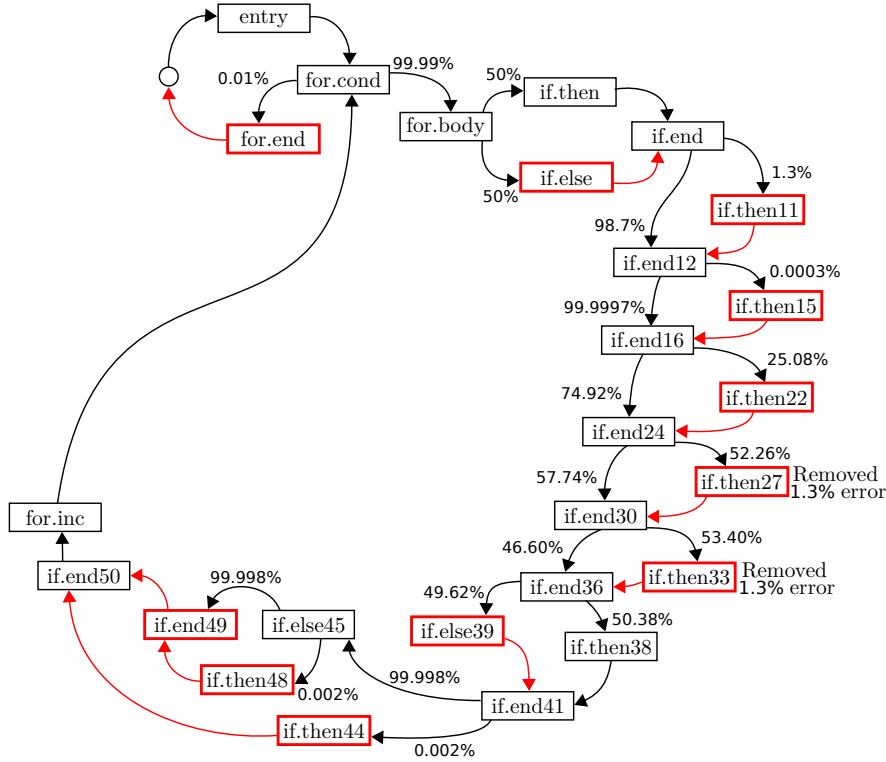 entry
99.99%
0.01%
for.cond
50%
if.then
for.body
for.end
if.end
50%
if.else
1.3%
if.then11
98.7%
if.end12
0.0003%
if.then15
99.9997%
if.end16
25.08%
74.92%
if.then22
if.end24
52.26%
57.74%
if.then27
Removed
1.3% error
for.inc
if.end30
53.40%
46.60%
if.end50
if.end36
if.then33
Removed
1.3% error
99.998%
49.62%
50.38%
if.end49
if.else45
if.else39
if.then38
if.then48
99.998%
0.002%
if.end41
if.then44
0.002%